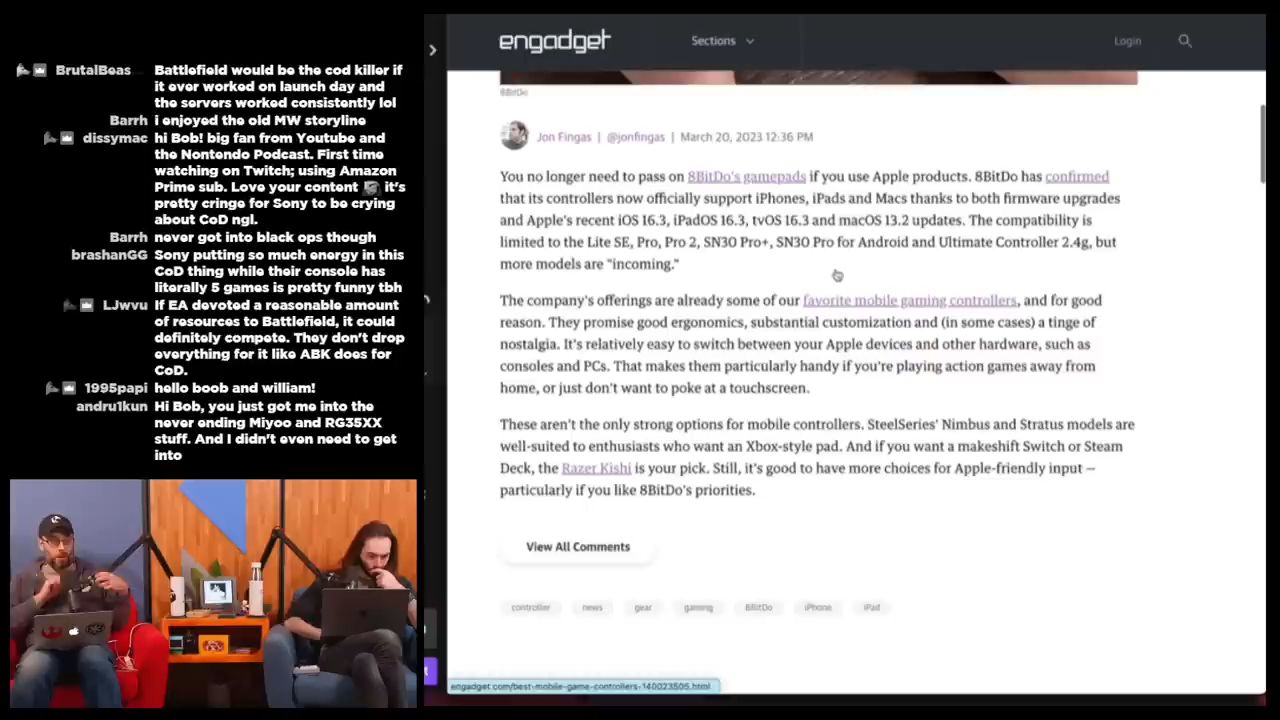 BrutalBeas
Battlefield would be the cod killer if
it ever worked on launch day and
the servers worked consistently lol
Barrh
i enjoyed the old MW storyline
dissymac
hi Bob! big fan from Youtube and
the Nontendo Podcast. First time
watching on Twitch; using Amazon
Prime sub. Love your content it's
pretty cringe for Sony to be crying
about CoD ngl.
Barrh
never got into black ops though
brashanGG
Sony putting so much energy in this
CoD thing while their console has
literally 5 games is pretty funny tbh
LJwvu
If EA devoted a reasonable amount
of resources to Battlefield, it could
definitely compete. They don't drop
everything for it like ABK does for
CoD.
1995papi
hello boob and william!
andru1kun
Hi Bob, you just got me into the
never ending Miyoo and RG35XX
stuff. And I didn't even need to get
into
engadget
Sections
Login
8BitDo
Jon Fingas | @jonfingas | March 20, 2023 12:36 PM
You no longer need to pass on 8BitDo's gamepads if you use Apple products. 8BitDo has confirmed
that its controllers now officially support iPhones, iPads and Macs thanks to both firmware upgrades
and Apple's recent iOS 16.3, iPadOS 16.3, tvOS 16.3 and macOS 13.2 updates. The compatibility is
limited to the Lite SE, Pro, Pro 2, SN30 Pro+, SN30 Pro for Android and Ultimate Controller 2.4g, but
more models are "incoming."
The company's offerings are already some of our favorite mobile gaming controllers, and for good
reason. They promise good ergonomics, substantial customization and (in some cases) a tinge of
nostalgia. It's relatively easy to switch between your Apple devices and other hardware, such as
consoles and PCs. That makes them particularly handy if you're playing action games away from
home, or just don't want to poke at a touchscreen.
These aren't the only strong options for mobile controllers. SteelSeries' Nimbus and Stratus models are
well-suited to enthusiasts who want an Xbox-style pad. And if you want a makeshift Switch or Steam
Deck, the Razer Kishi is your pick. Still, it's good to have more choices for Apple-friendly input —
particularly if you like 8BitDo's priorities.
View All Comments
controller
news
gear
gaming
8BitDo
iPhone
iPad
engadget.com/best-mobile-game-controllers-140023505.html